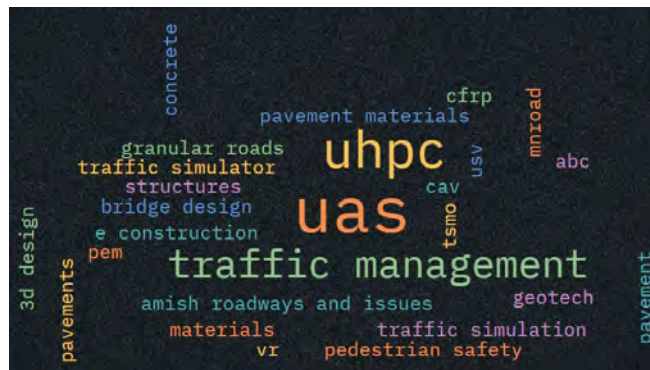 concrete
cfrp
mnroad
pavement materials
granular roads
uhpc
usv
abc
traffic simulator
structures
cav
bridge design
uas
tsmo
e construction
3d design
pem
pavements
traffic management
pavement
amish roadways and issues
geotech
materials
traffic simulation
vr
pedestrian safety